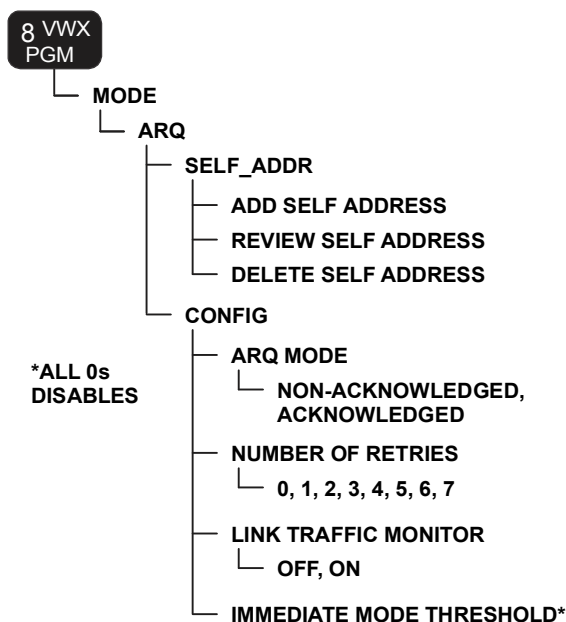 8 VWX
PGM
MODE
ARQ
SELF_ADDR
ADD SELF ADDRESS
REVIEW SELF ADDRESS
DELETE SELF ADDRESS
CONFIG
ARQ MODE
NON-ACKNOWLEDGED,
ACKNOWLEDGED
*ALL 0s
DISABLES
NUMBER OF RETRIES
0, 1, 2, 3, 4, 5, 6, 7
LINK TRAFFIC MONITOR
OFF, ON
IMMEDIATE MODE THRESHOLD*